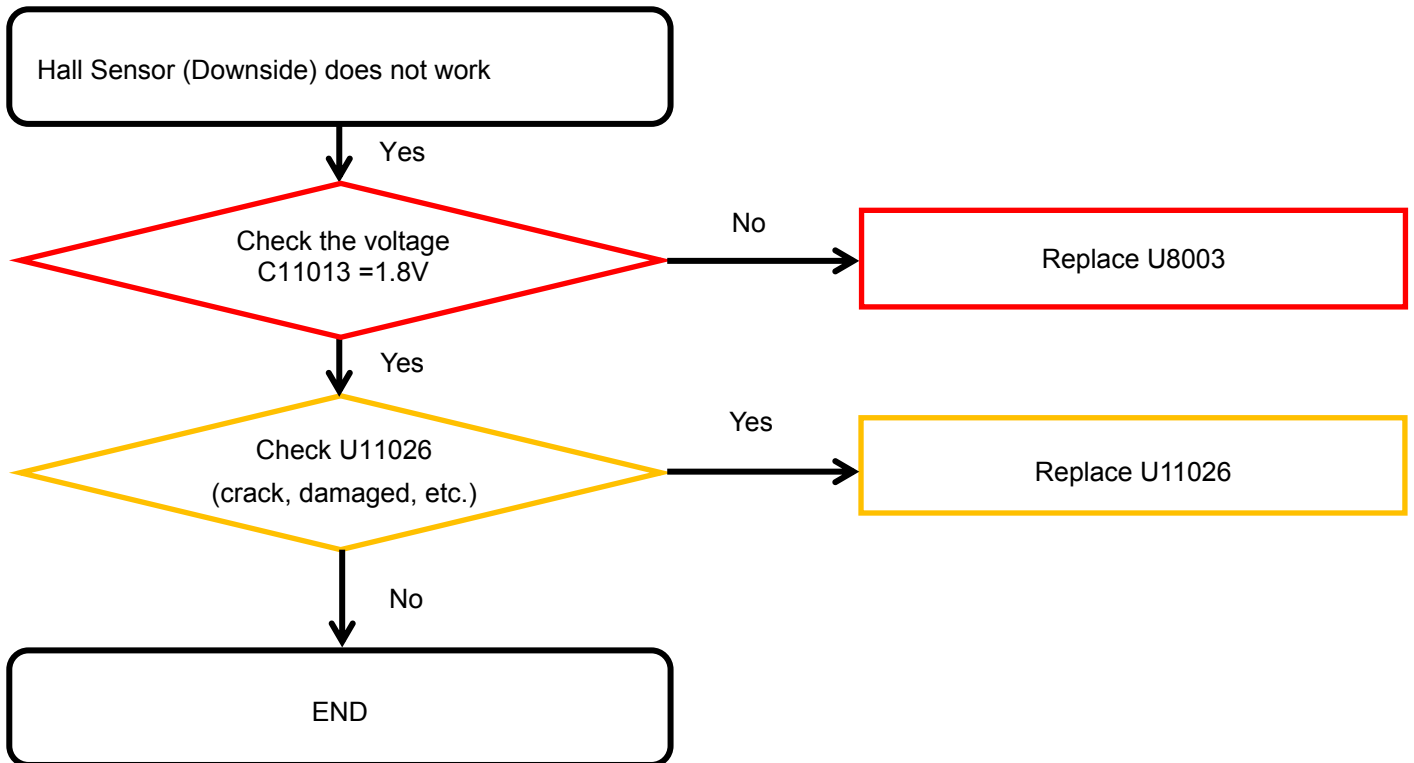 Hall Sensor (Downside) does not work
Yes
Check the voltage
C11013 =1.8V
No
Replace U8003
Yes
Check U11026
(crack, damaged, etc.)
Yes
Replace U11026
No
END